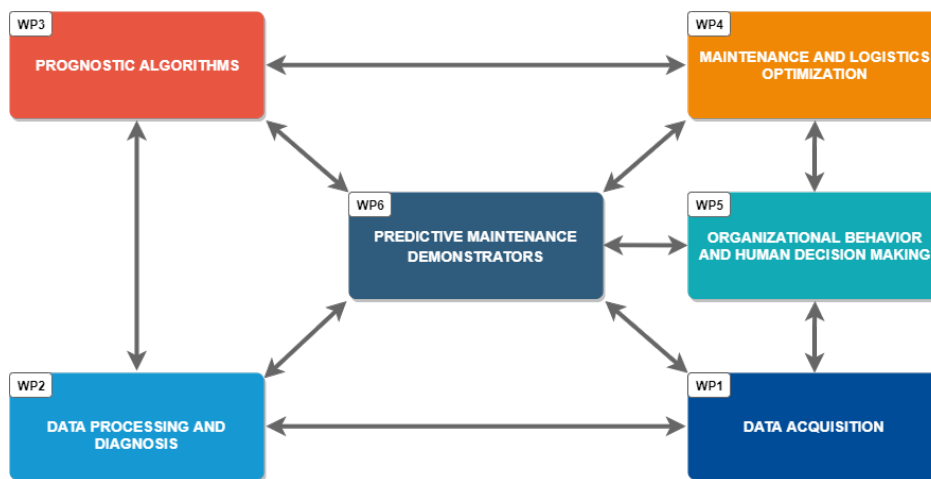 WP3
PROGNOSTIC ALGORITHMS
WP4
MAINTENANCE AND LOGISTICS
OPTIMIZATION
WP6
PREDICTIVE MAINTENANCE
DEMONSTRATORS
WP5
ORGANIZATIONAL BEHAVIOR
AND HUMAN DECISION MAKING
WP2
DATA PROCESSING AND
DIAGNOSIS
WP1
DATA ACQUISITION